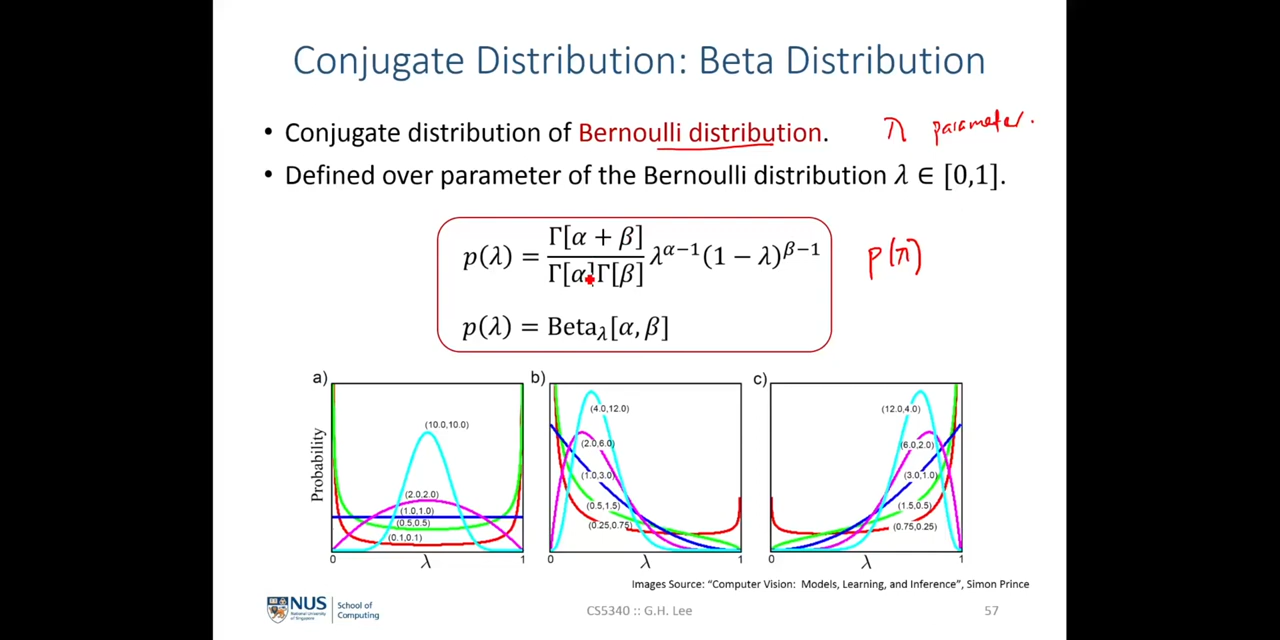 Conjugate Distribution: Beta Distribution
• Conjugate distribution of Bernoulli distribution.
λ parameter.
• Defined over parameter of the Bernoulli distribution λ ∈ [0,1].
p(λ) = Γ[α + β] / Γ[α]Γ[β] λ^(α−1) (1 − λ)^(β−1)
p(λ)
p(λ) = Beta_λ[α, β]
a)
Probability
(10.0,10.0)
(2.0,2.0)
(1.0,1.0)
(0.5,0.5)
(0.1,0.1)
0 λ 1
b)
(4.0,12.0)
(2.0,6.0)
(1.0,3.0)
(0.5,1.5)
(0.25,0.75)
0 λ 1
c)
(12.0,4.0)
(6.0,2.0)
(3.0,1.0)
(1.5,0.5)
(0.75,0.25)
0 λ 1
Images Source: "Computer Vision: Models, Learning, and Inference", Simon Prince
NUS
National University
of Singapore
School of
Computing
CS5340 :: G.H. Lee
57